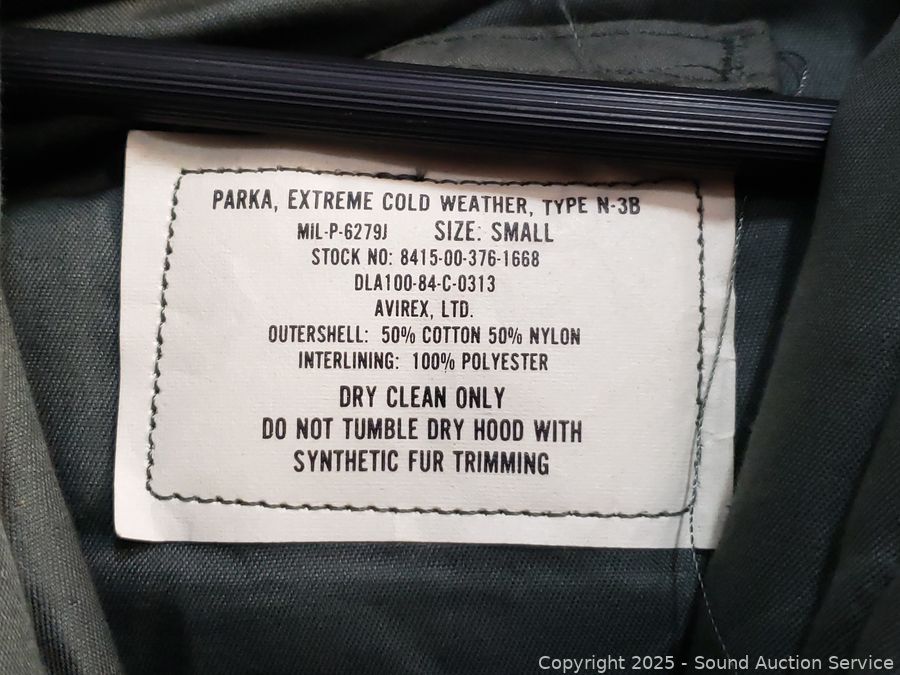 PARKA, EXTREME COLD WEATHER, TYPE N-3B
MIL-P-6279J SIZE: SMALL
STOCK NO: 8415-00-376-1668
DLA100-84-C-0313
AVIREX, LTD.
OUTERSHELL: 50% COTTON 50% NYLON
INTERLINING: 100% POLYESTER
DRY CLEAN ONLY
DO NOT TUMBLE DRY HOOD WITH
SYNTHETIC FUR TRIMMING
Copyright 2025 - Sound Auction Service